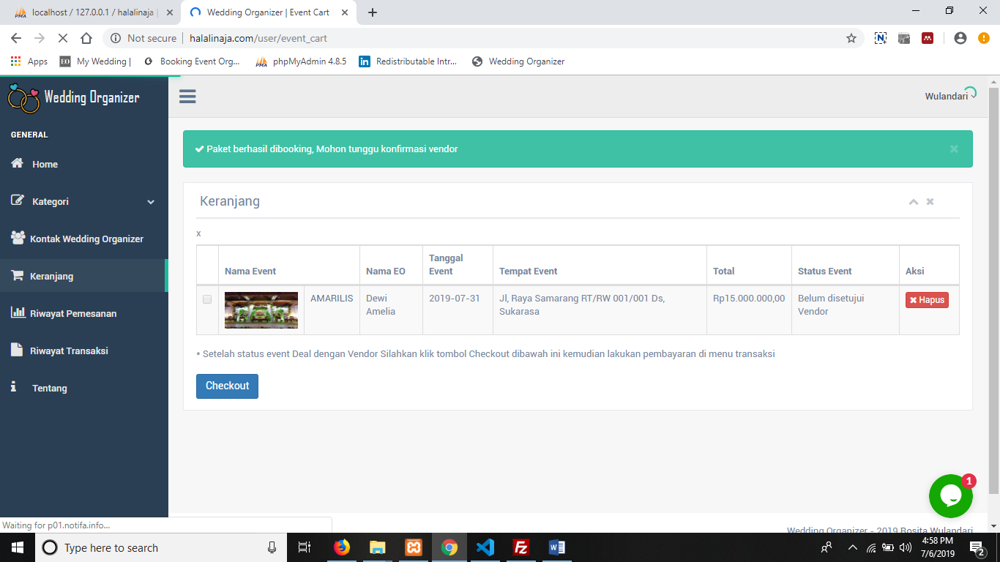 localhost / 127.0.0.1 / halalinaja |
Wedding Organizer | Event Cart
Not secure | halalinaja.com/user/event_cart
Apps
EO My Wedding |
Booking Event Org...
phpMyAdmin 4.8.5
Redistributable Intr...
Wedding Organizer
Wedding Organizer
Wulandari
GENERAL
Home
Kategori
Kontak Wedding Organizer
Keranjang
Riwayat Pemesanan
Riwayat Transaksi
Tentang
Paket berhasil dibooking, Mohon tunggu konfirmasi vendor
Keranjang
x
Nama Event
Nama EO
Tanggal
Event
Tempat Event
Total
Status Event
Aksi
AMARILIS
Dewi
Amelia
2019-07-31
Jl, Raya Samarang RT/RW 001/001 Ds,
Sukarasa
Rp15.000.000,00
Belum disetujui
Vendor
Hapus
* Setelah status event Deal dengan Vendor Silahkan klik tombol Checkout dibawah ini kemudian lakukan pembayaran di menu transaksi
Checkout
1
Waiting for p01.notifa.info...
Wedding Organizer - 2019 Rosita Wulandari
Type here to search
4:58 PM
7/6/2019
2